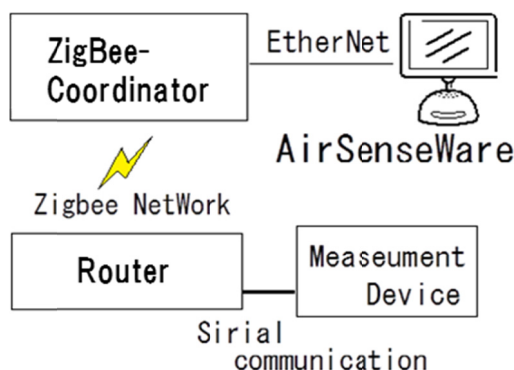 ZigBee-
Coordinator
EtherNet
AirSenseWare
Zigbee NetWork
Router
Measeument
Device
Sirial
communication